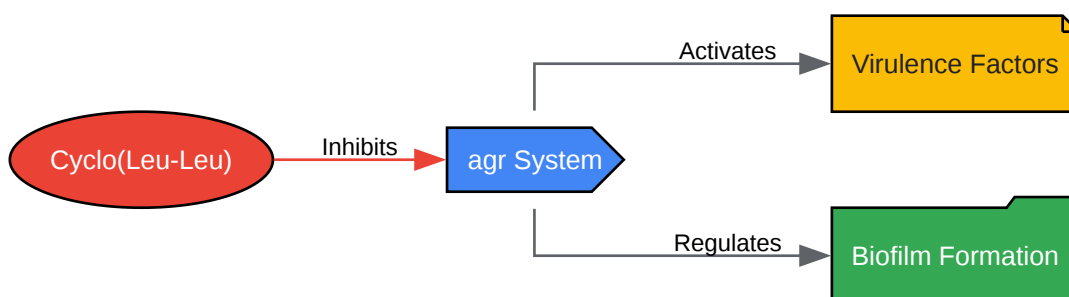 Cyclo(Leu-Leu)
Inhibits
agr System
Activates
Virulence Factors
Regulates
Biofilm Formation